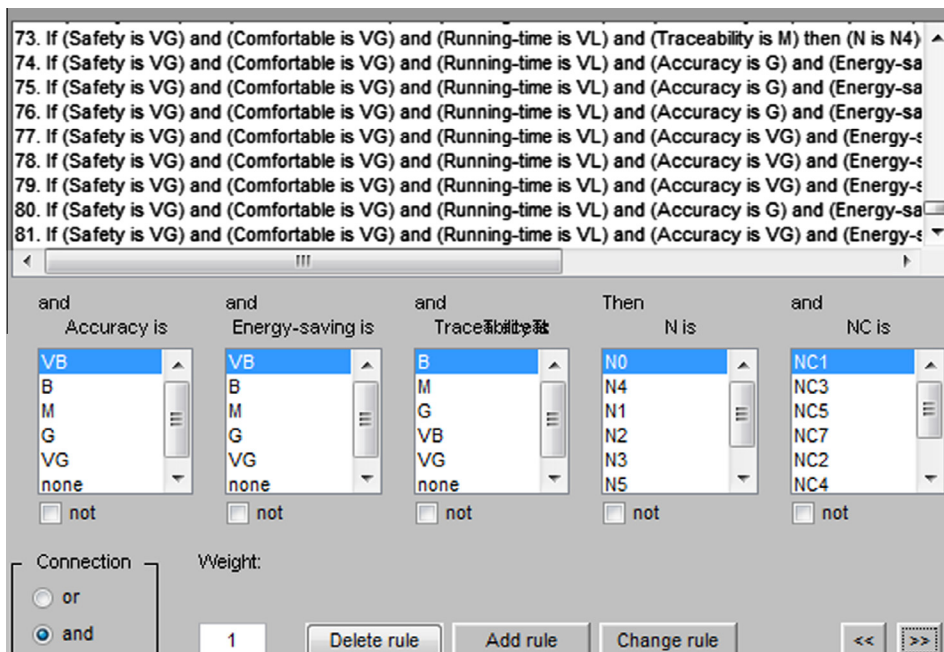 73. If (Safety is VG) and (Comfortable is VG) and (Running-time is VL) and (Traceability is M) then (N is N4)
74. If (Safety is VG) and (Comfortable is VG) and (Running-time is VL) and (Accuracy is G) and (Energy-sa
75. If (Safety is VG) and (Comfortable is VG) and (Running-time is VL) and (Accuracy is G) and (Energy-sa
76. If (Safety is VG) and (Comfortable is VG) and (Running-time is VL) and (Accuracy is G) and (Energy-sa
77. If (Safety is VG) and (Comfortable is VG) and (Running-time is VL) and (Accuracy is VG) and (Energy-s
78. If (Safety is VG) and (Comfortable is VG) and (Running-time is VL) and (Accuracy is VG) and (Energy-s
79. If (Safety is VG) and (Comfortable is VG) and (Running-time is VL) and (Accuracy is VG) and (Energy-s
80. If (Safety is VG) and (Comfortable is VG) and (Running-time is VL) and (Accuracy is G) and (Energy-sa
81. If (Safety is VG) and (Comfortable is VG) and (Running-time is VL) and (Accuracy is VG) and (Energy-s
and and and Then and
Accuracy is Energy-saving is N is NC is
VB VB B N0 NC1
B B M N4 NC3
M M G N1 NC5
G G VB N2 NC7
VG VG VG N3 NC2
none none none N5 NC4
not not not not not
Connection Weight:
or
and 1 Delete rule Add rule Change rule << >>